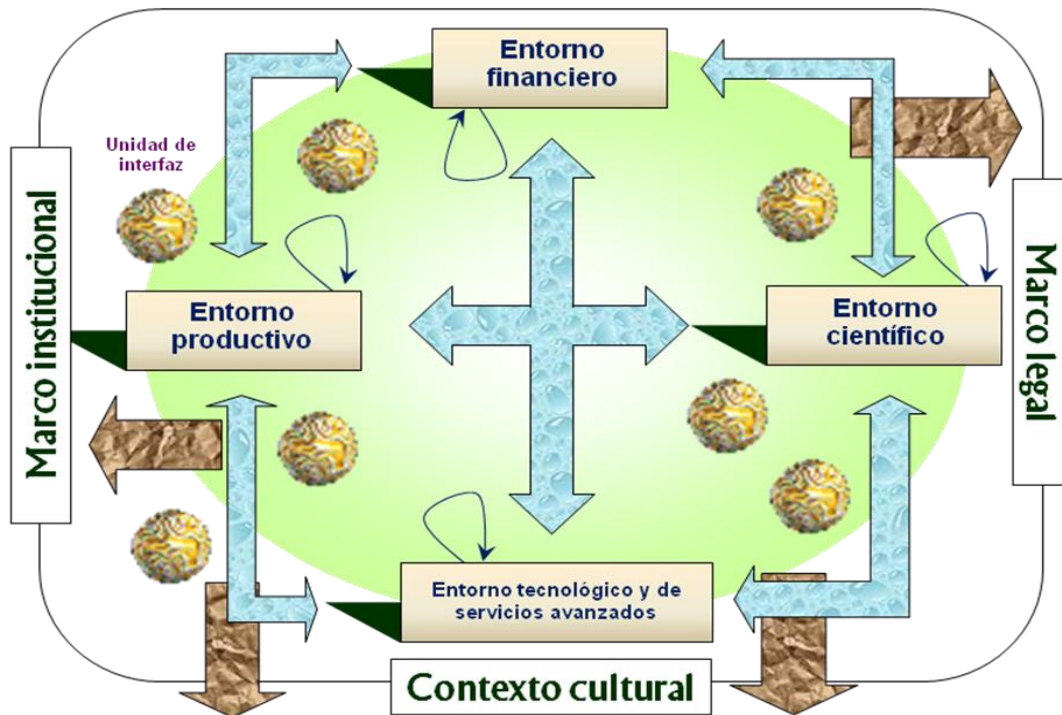 Entorno
financiero
Unidad de
interfaz
Marco institucional
Entorno
productivo
Entorno
científico
Marco legal
Entorno tecnológico y de
servicios avanzados
Contexto cultural